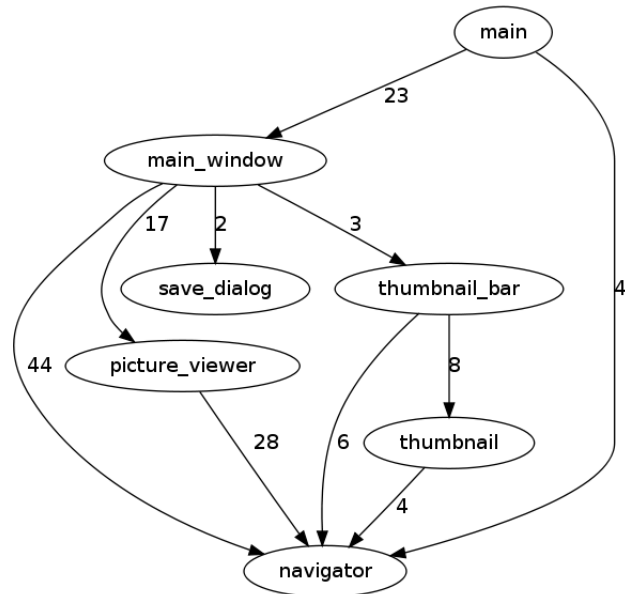 main
23
main_window
17
2
3
save_dialog
thumbnail_bar
4
44
picture_viewer
8
28
6
thumbnail
4
navigator